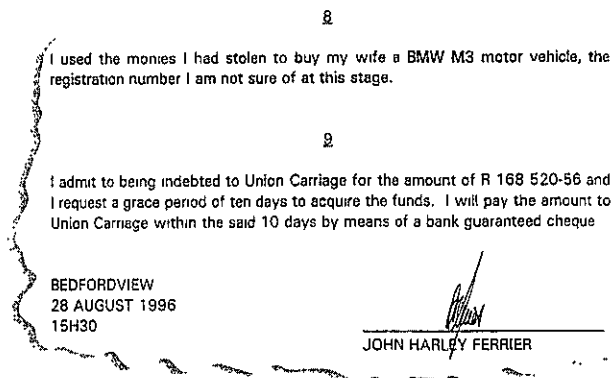 8
I used the monies I had stolen to buy my wife a BMW M3 motor vehicle, the
registration number I am not sure of at this stage.
9
I admit to being indebted to Union Carriage for the amount of R 168 520-56 and
I request a grace period of ten days to acquire the funds. I will pay the amount to
Union Carriage within the said 10 days by means of a bank guaranteed cheque
BEDFORDVIEW
28 AUGUST 1996
15H30
JOHN HARLEY FERRIER